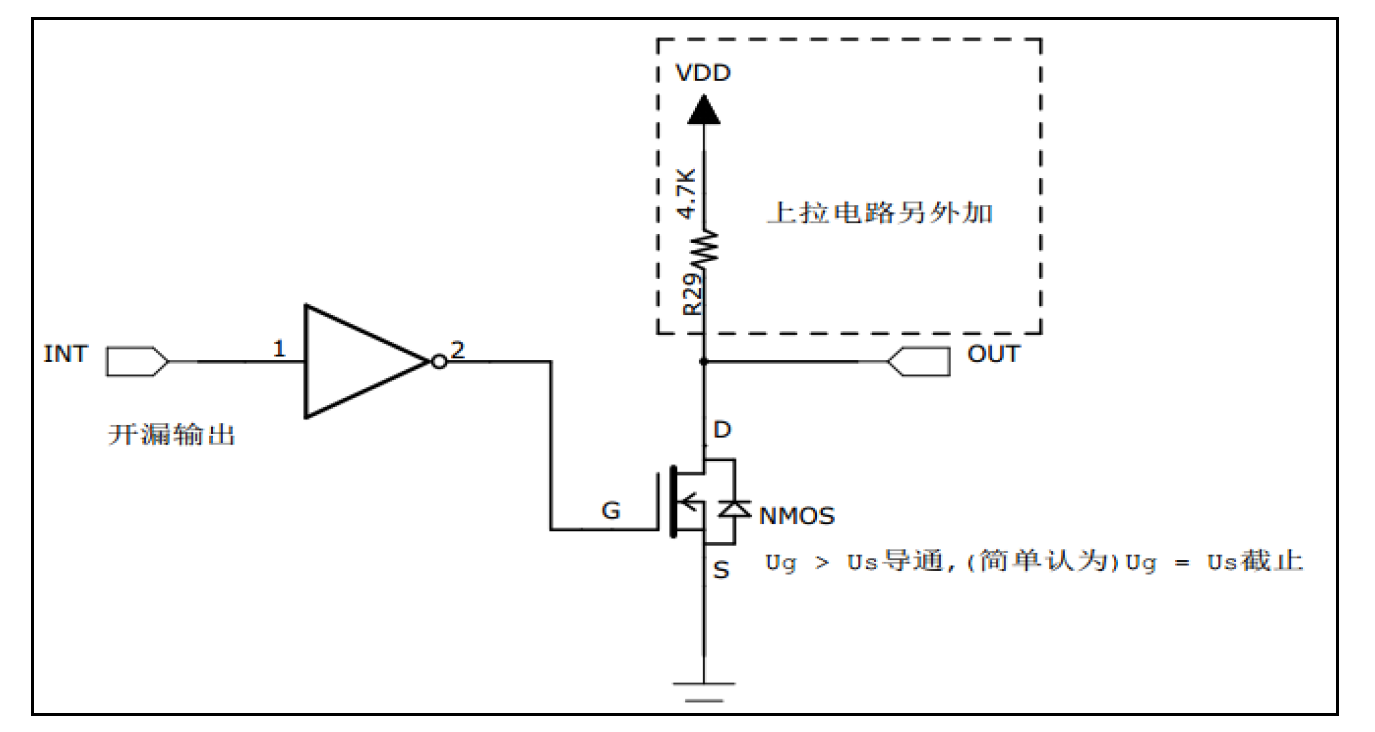 VDD
4.7K
上拉电路另外加
R29
INT
1
2
OUT
开漏输出
D
G
NMOS
S
Ug > Us导通,(简单认为)Ug = Us截止